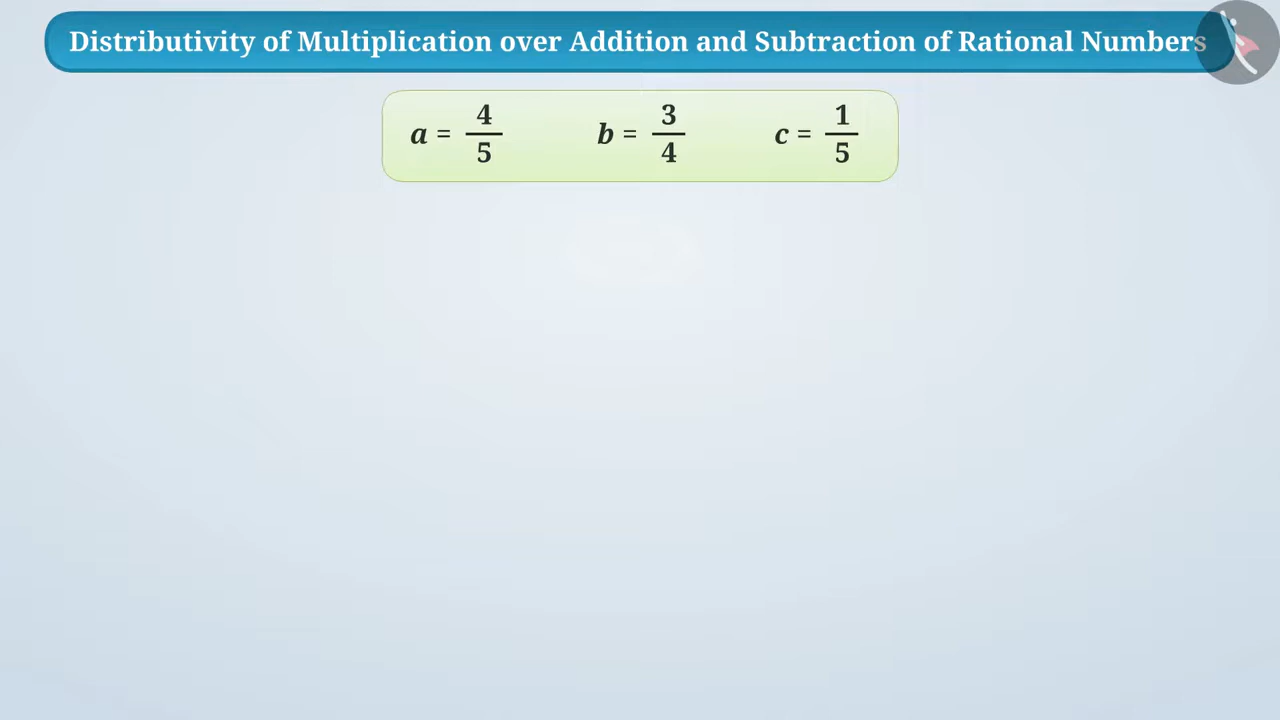 Distributivity of Multiplication over Addition and Subtraction of Rational Numbers
a = 4/5 b = 3/4 c = 1/5